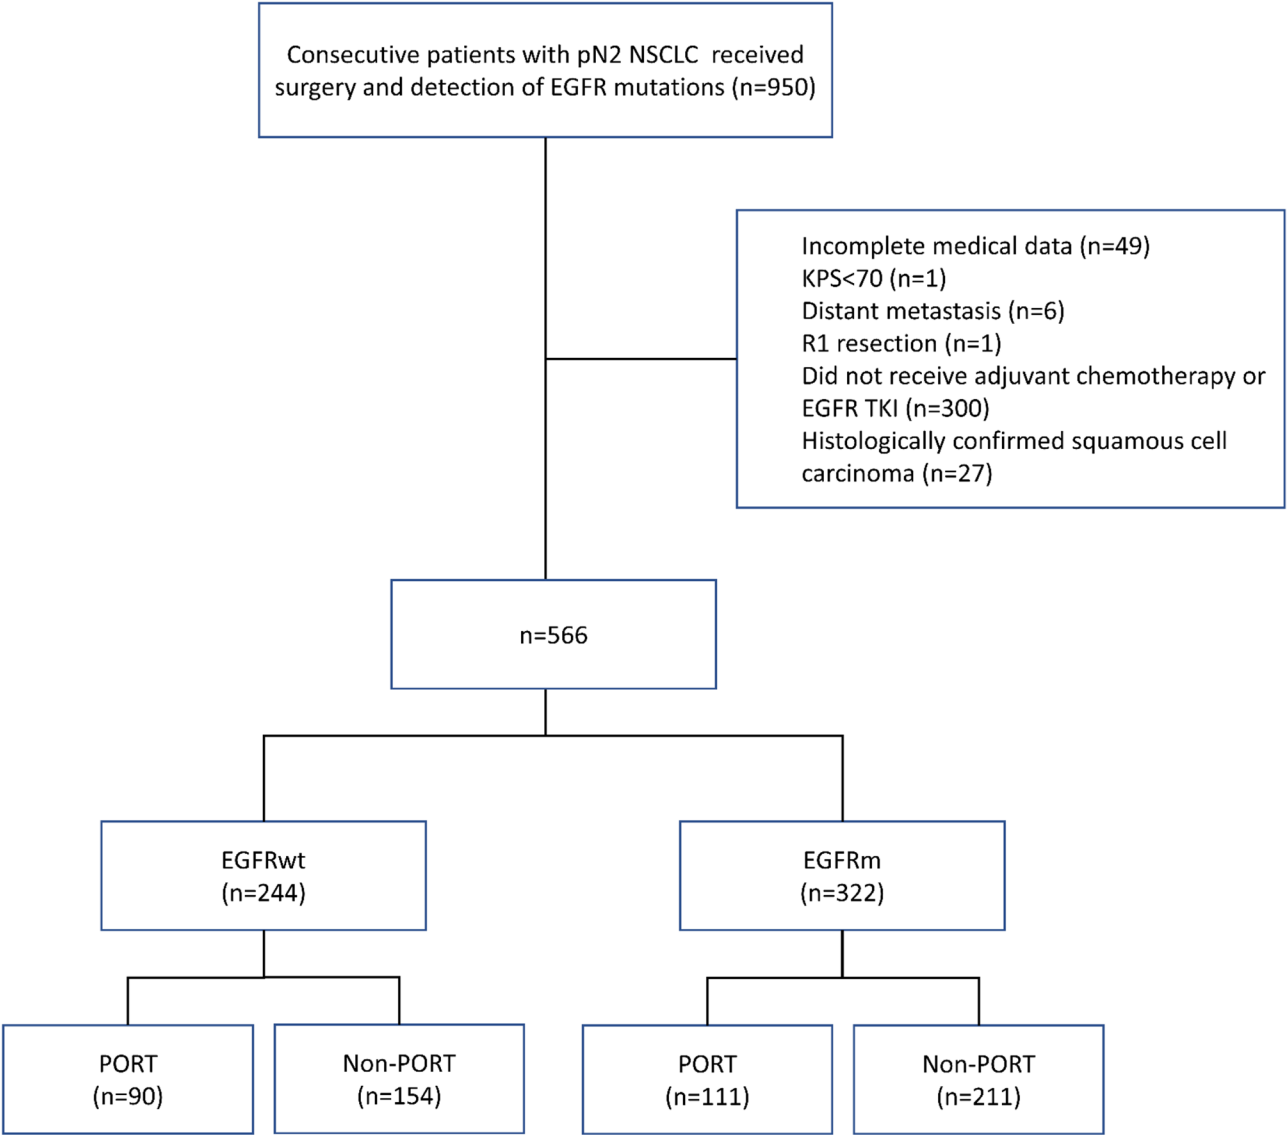 Consecutive patients with pN2 NSCLC received
surgery and detection of EGFR mutations (n=950)
Incomplete medical data (n=49)
KPS<70 (n=1)
Distant metastasis (n=6)
R1 resection (n=1)
Did not receive adjuvant chemotherapy or
EGFR TKI (n=300)
Histologically confirmed squamous cell
carcinoma (n=27)
n=566
EGFRwt
(n=244)
EGFRm
(n=322)
PORT
(n=90)
Non-PORT
(n=154)
PORT
(n=111)
Non-PORT
(n=211)